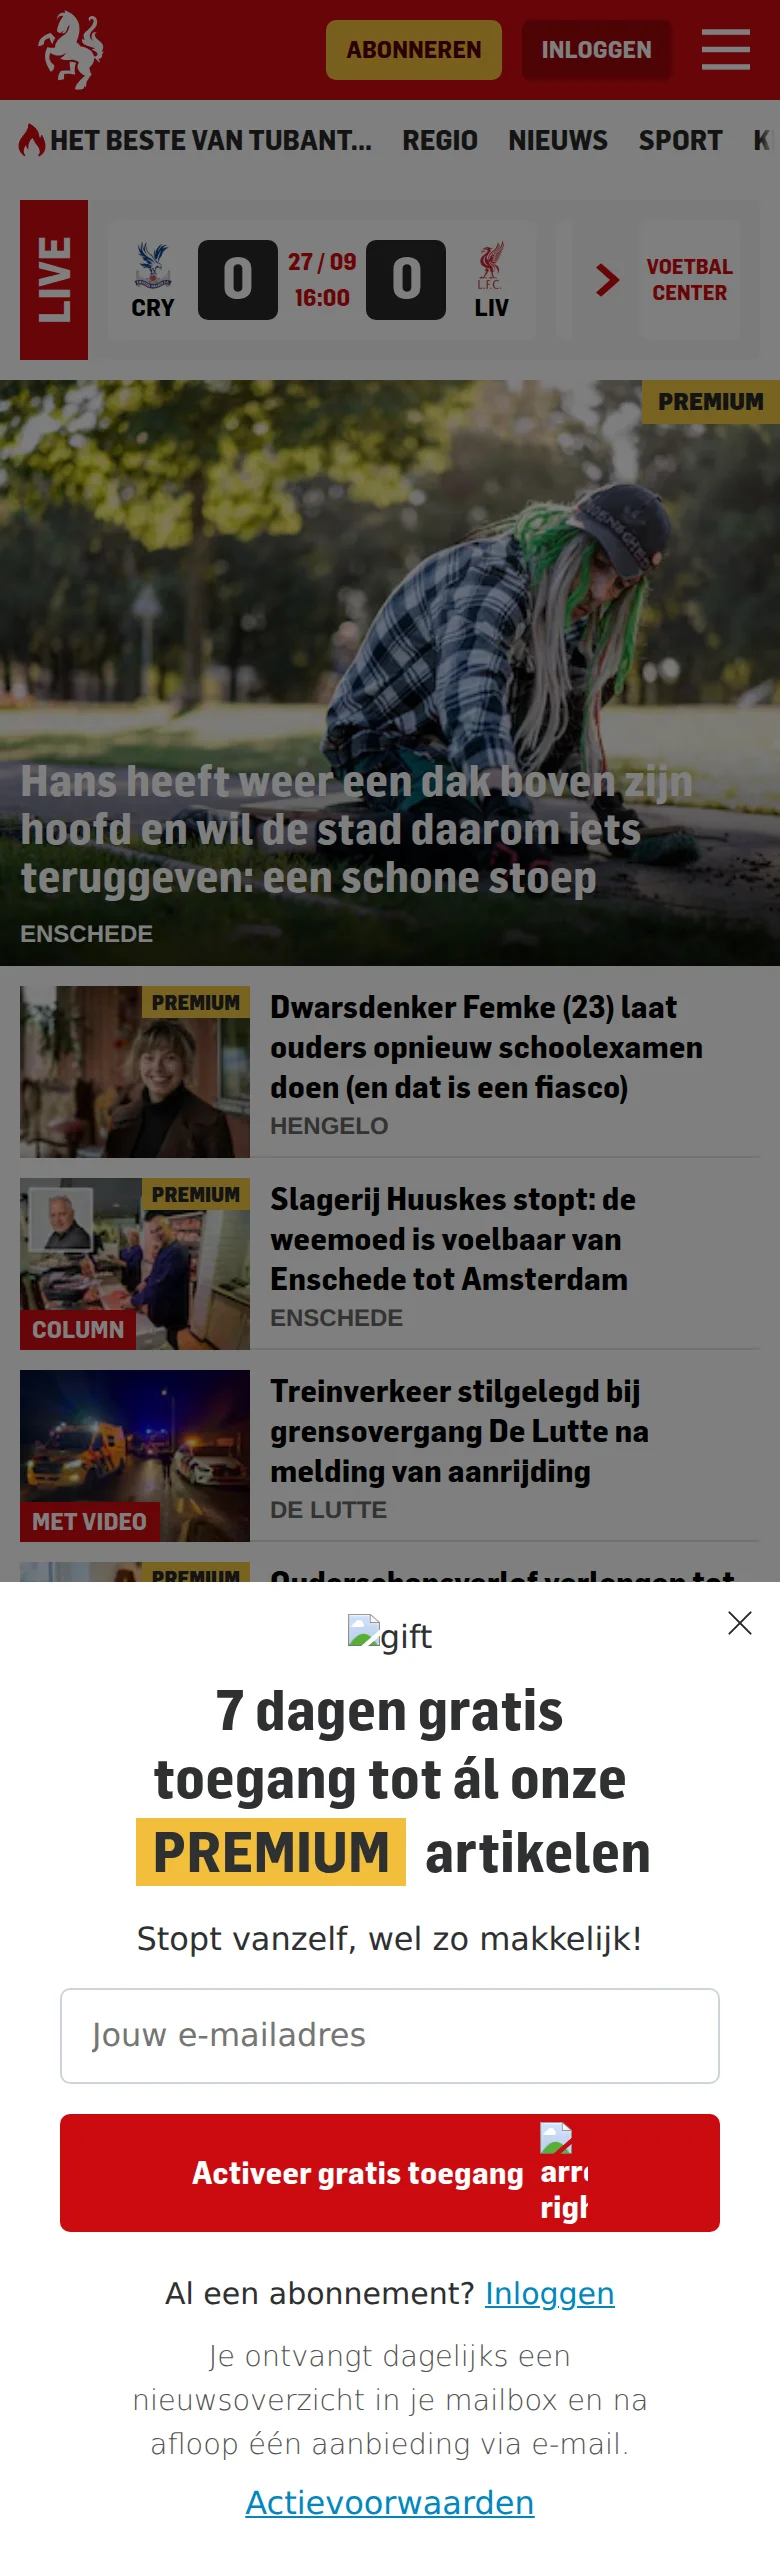 ABONNEREN
INLOGGEN
HET BESTE VAN TUBANT... REGIO NIEUWS SPORT
LIVE
CRY
0
27 / 09
16:00
0
L.F.C.
LIV
VOETBAL
CENTER
PREMIUM
Hans heeft weer een dak boven zijn
hoofd en wil de stad daarom iets
teruggeven: een schone stoep
ENSCHEDE
PREMIUM
Dwarsdenker Femke (23) laat
ouders opnieuw schoolexamen
doen (en dat is een fiasco)
HENGELO
PREMIUM
COLUMN
Slagerij Huuskes stopt: de
weemoed is voelbaar van
Enschede tot Amsterdam
ENSCHEDE
MET VIDEO
Treinverkeer stilgelegd bij
grensovergang De Lutte na
melding van aanrijding
DE LUTTE
PREMIUM
Ouderschapsverlof verlengen tot
gift
7 dagen gratis
toegang tot ál onze
PREMIUM artikelen
Stopt vanzelf, wel zo makkelijk!
Jouw e-mailadres
Activeer gratis toegang
Al een abonnement? Inloggen
Je ontvangt dagelijks een
nieuwsoverzicht in je mailbox en na
afloop één aanbieding via e-mail.
Actievoorwaarden